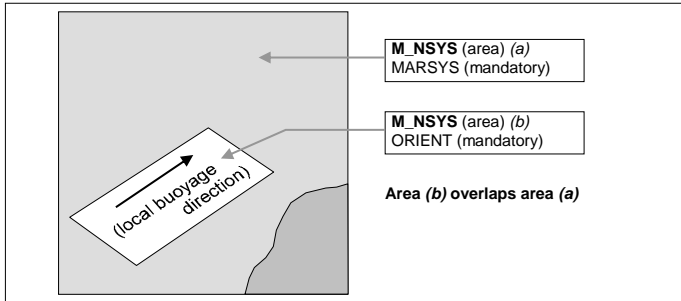 M_NSYS (area) (a)
MARSYS (mandatory)
M_NSYS (area) (b)
ORIENT (mandatory)
(local buoyage
direction)
Area (b) overlaps area (a)